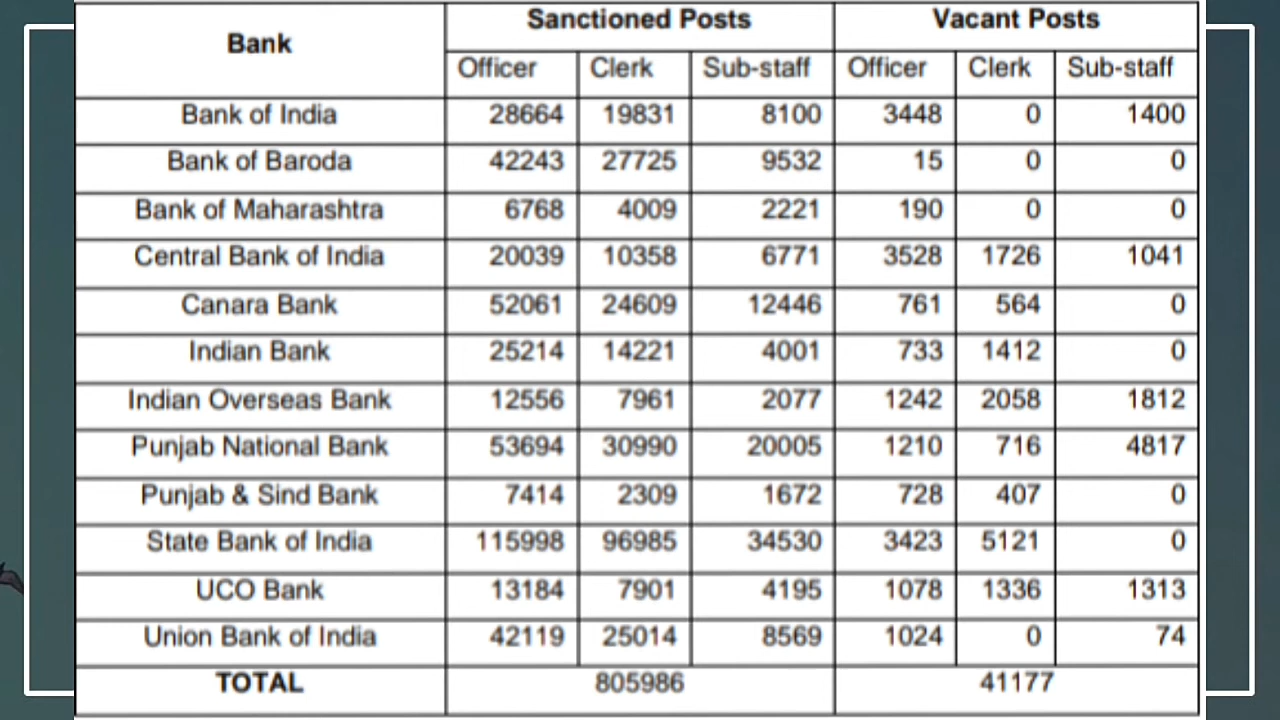 Bank Sanctioned Posts Vacant Posts
Officer Clerk Sub-staff Officer Clerk Sub-staff
Bank of India 28664 19831 8100 3448 0 1400
Bank of Baroda 42243 27725 9532 15 0 0
Bank of Maharashtra 6768 4009 2221 190 0 0
Central Bank of India 20039 10358 6771 3528 1726 1041
Canara Bank 52061 24609 12446 761 564 0
Indian Bank 25214 14221 4001 733 1412 0
Indian Overseas Bank 12556 7961 2077 1242 2058 1812
Punjab National Bank 53694 30990 20005 1210 716 4817
Punjab & Sind Bank 7414 2309 1672 728 407 0
State Bank of India 115998 96985 34530 3423 5121 0
UCO Bank 13184 7901 4195 1078 1336 1313
Union Bank of India 42119 25014 8569 1024 0 74
TOTAL 805986 41177